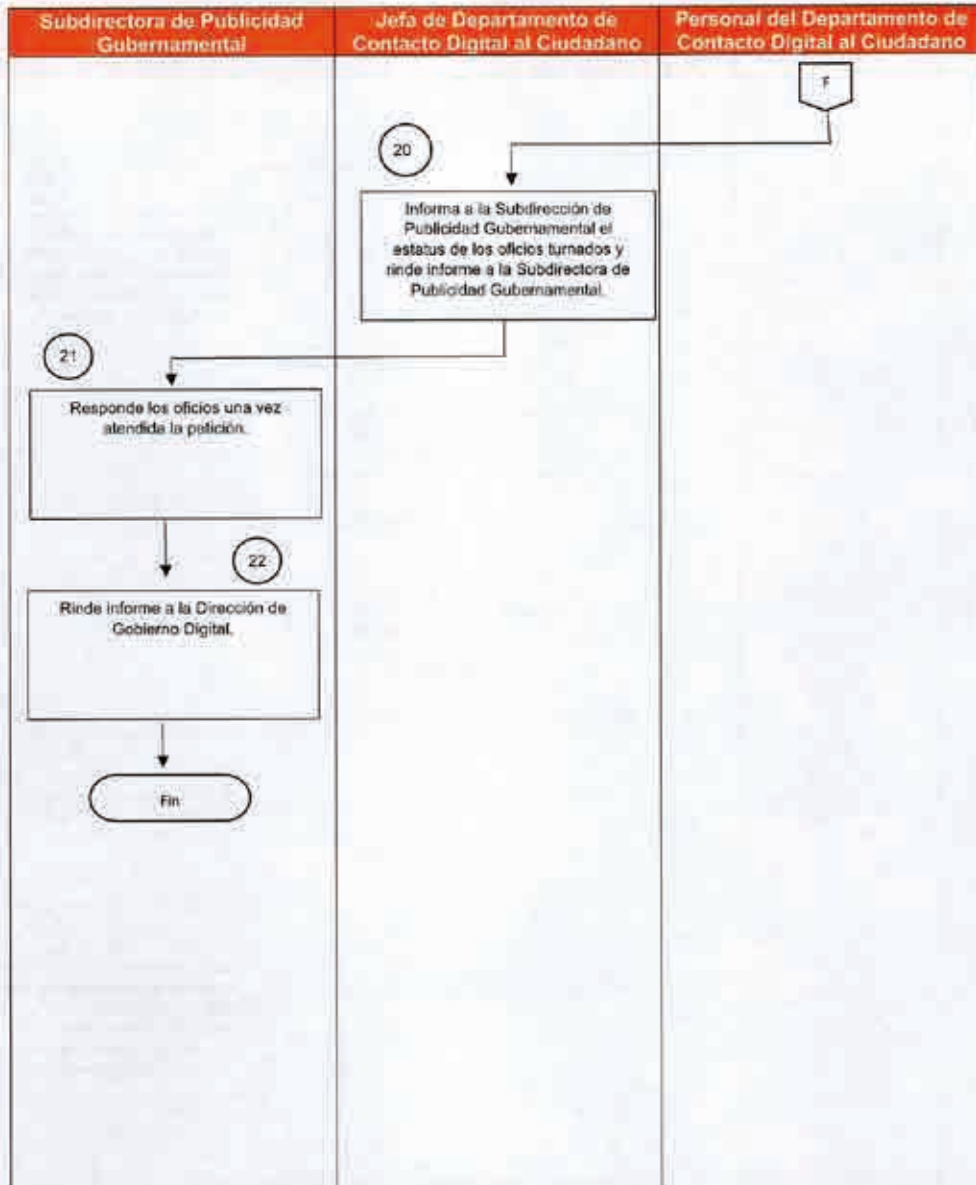 Subdirectora de Publicidad
Gubernamental
Jefa de Departamento de
Contacto Digital al Ciudadano
Personal del Departamento de
Contacto Digital al Ciudadano
F
20
Informa a la Subdirección de
Publicidad Gubernamental el
estatus de los oficios turnados y
rinde informe a la Subdirectora de
Publicidad Gubernamental.
21
Responde los oficios una vez
atendida la petición.
22
Rinde informe a la Dirección de
Gobierno Digital.
Fin